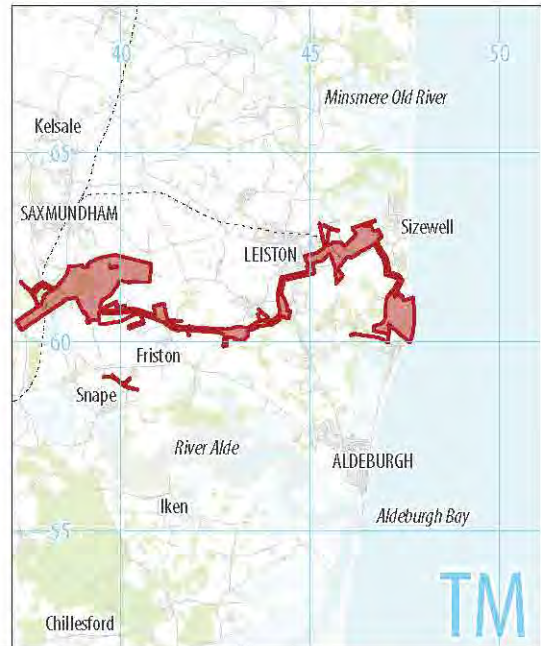 40
45
50
Minsmere Old River
Kelsale
65
SAXMUNDHAM
Sizewell
LEISTON
60
Friston
Snape
River Alde
ALDEBURGH
Iken
Aldeburgh Bay
55
TM
Chillesford